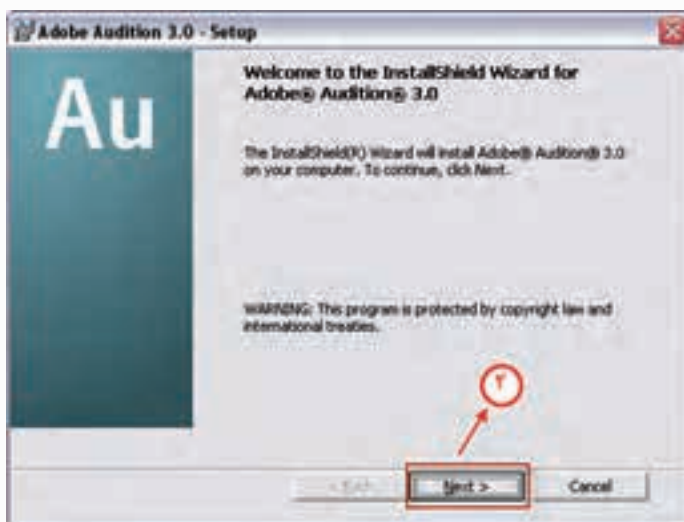 Adobe Audition 3.0 - Setup
Au
Welcome to the InstallShield Wizard for
Adobe® Audition® 3.0
The InstallShield(R) Wizard will install Adobe® Audition® 3.0
on your computer. To continue, click Next.
WARNING: This program is protected by copyright law and
international treaties.
۲
< Back
Next >
Cancel